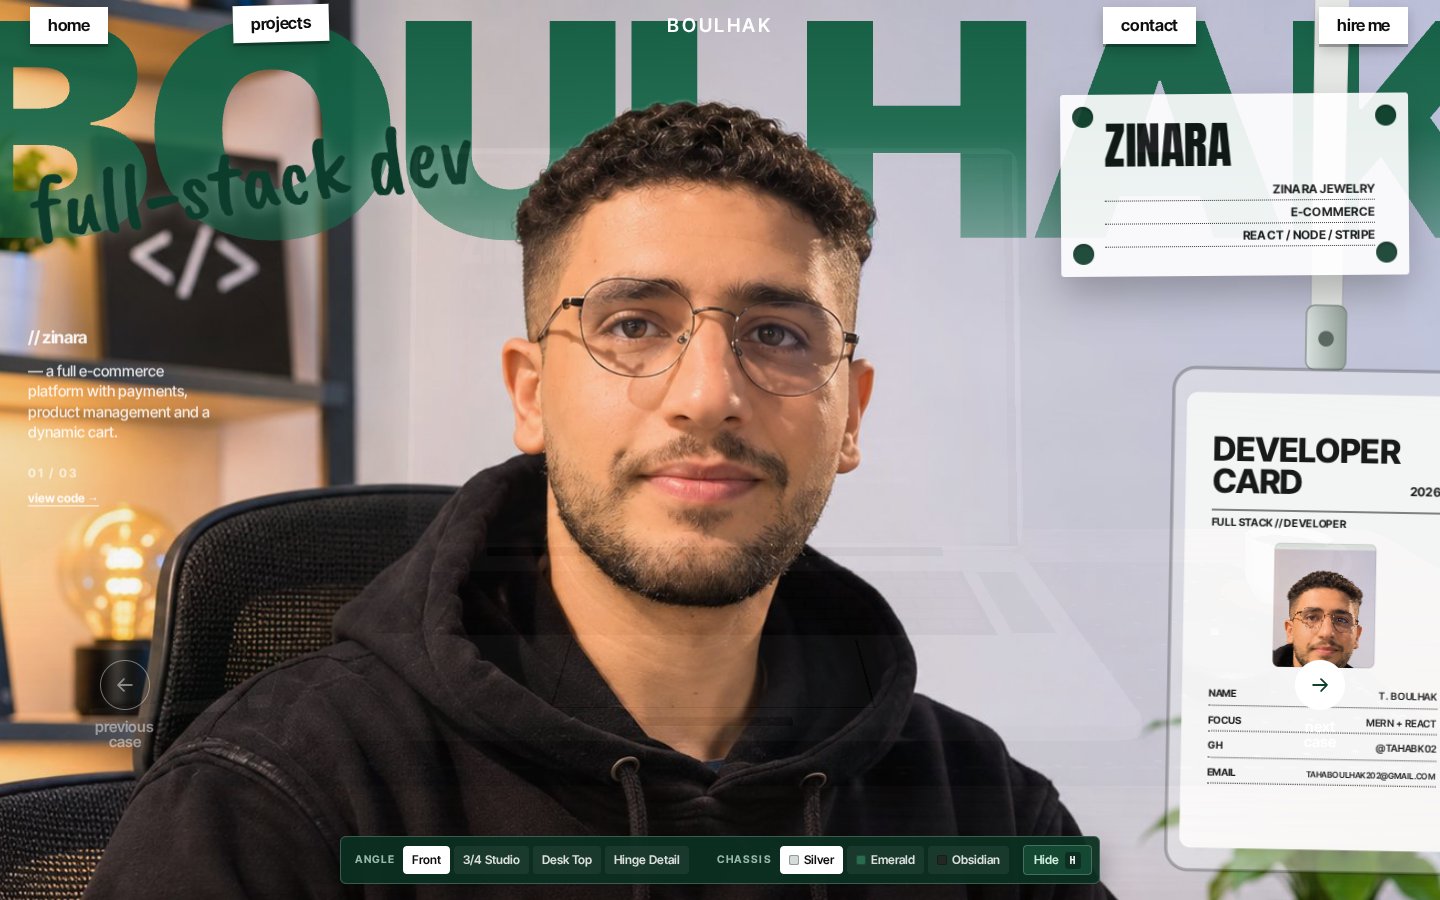 home
projects
BOULHAK
contact
hire me
BOULHAK
full-stack dev
</>
ZINARA
ZINARA JEWELRY
E-COMMERCE
REACT / NODE / STRIPE
// zinara
— a full e-commerce
platform with payments,
product management and a
dynamic cart.
01 / 03
view code →
previous
case
DEVELOPER
CARD
2026
FULL STACK // DEVELOPER
NAME T. BOULHAK
FOCUS MERN + REACT
GH @TAHABK02
EMAIL TAHABOULHAK202@GMAIL.COM
next
case
ANGLE Front 3/4 Studio Desk Top Hinge Detail CHASSIS Silver Emerald Obsidian Hide H